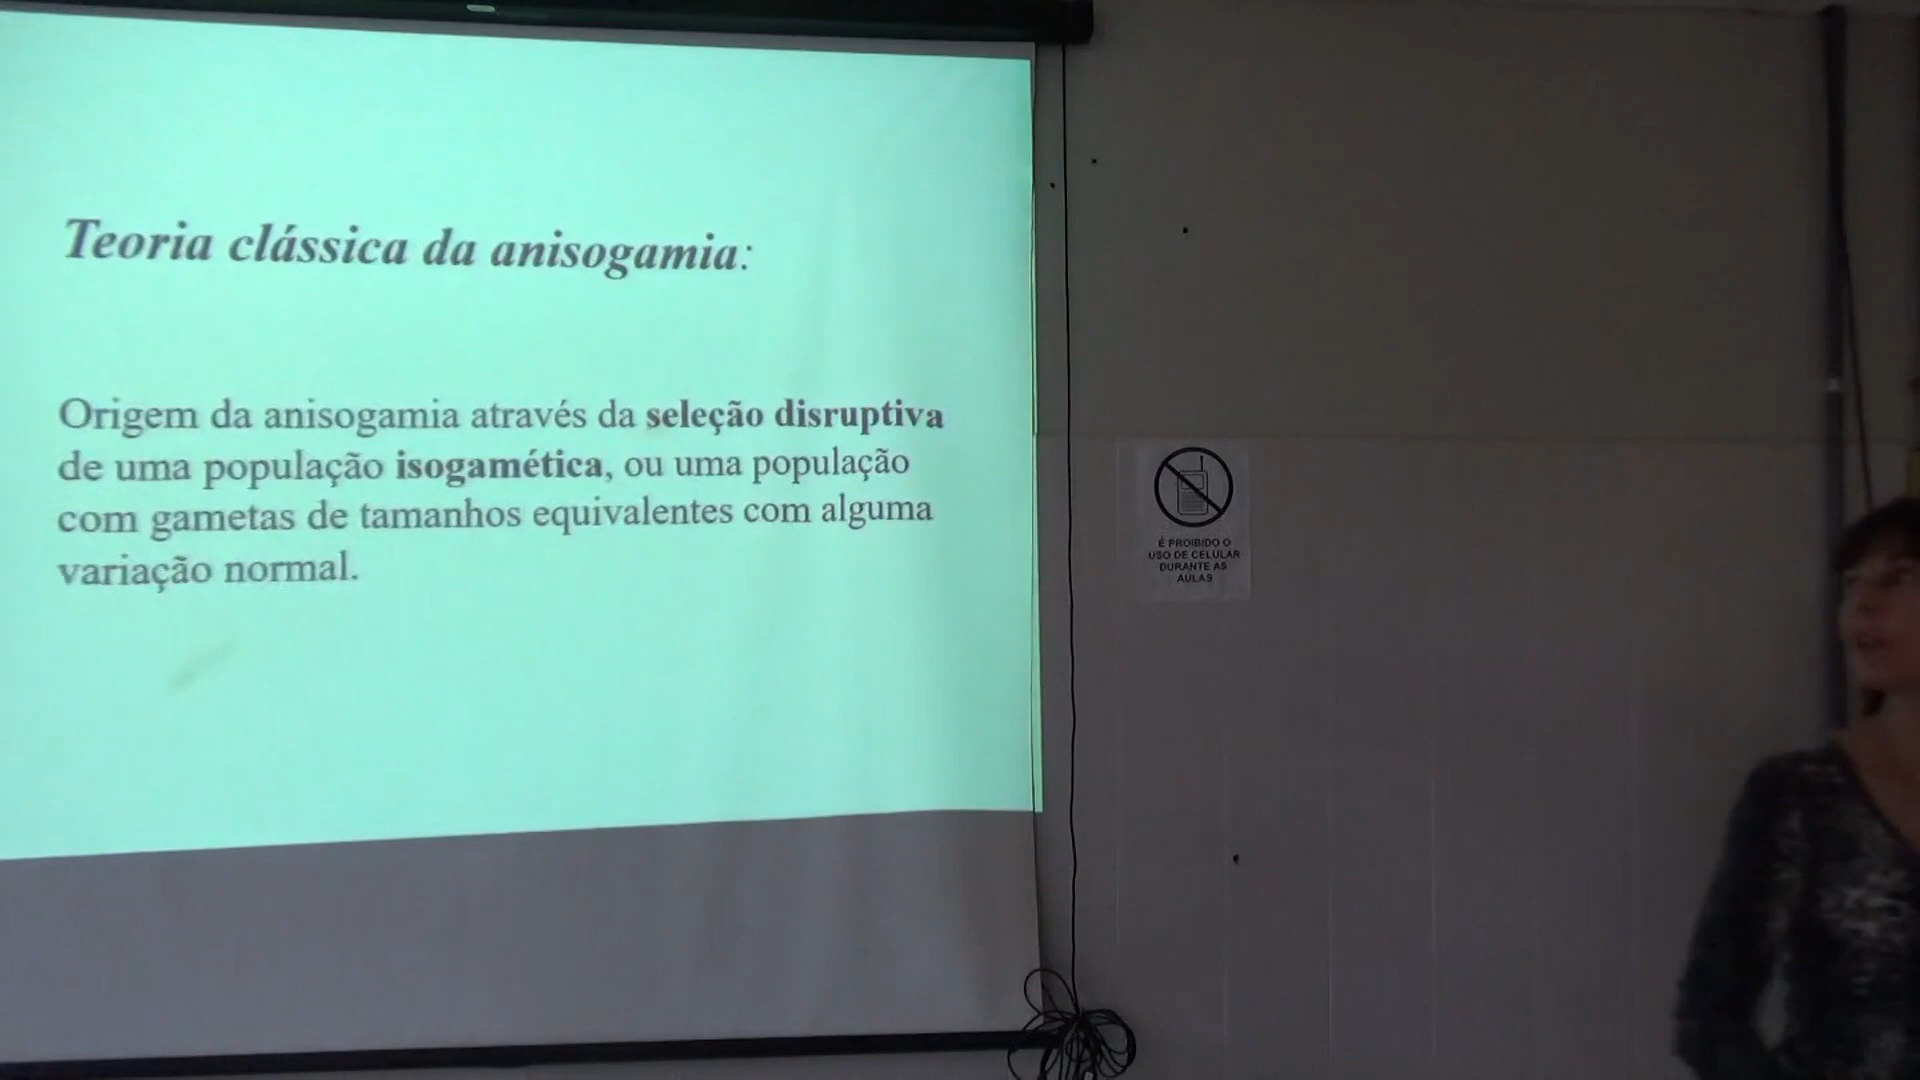 Teoria clássica da anisogamia:
Origem da anisogamia através da seleção disruptiva
de uma população isogamética, ou uma população
com gametas de tamanhos equivalentes com alguma
variação normal.
É PROIBIDO O
USO DE CELULAR
DURANTE AS
AULAS